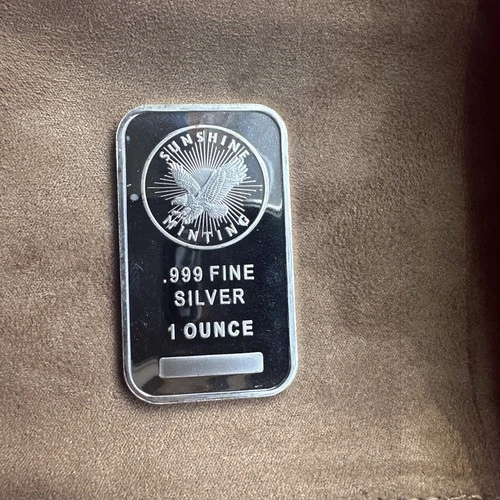 SUNSHINE
MINTING
.999 FINE
SILVER
1 OUNCE